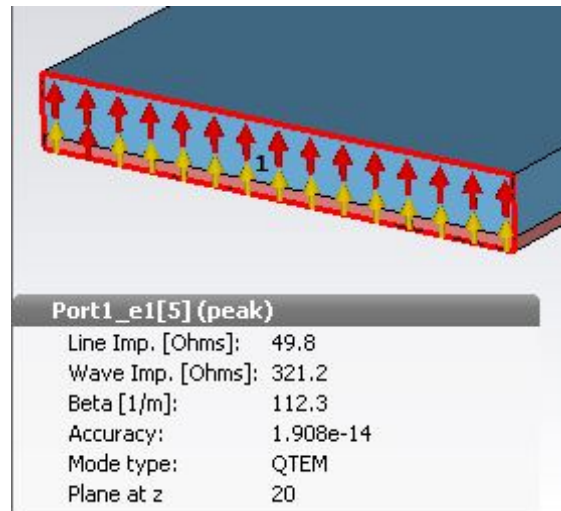 1
Port1_e1[5] (peak)
Line Imp. [Ohms]: 49.8
Wave Imp. [Ohms]: 321.2
Beta [1/m]: 112.3
Accuracy: 1.908e-14
Mode type: QTEM
Plane at z 20